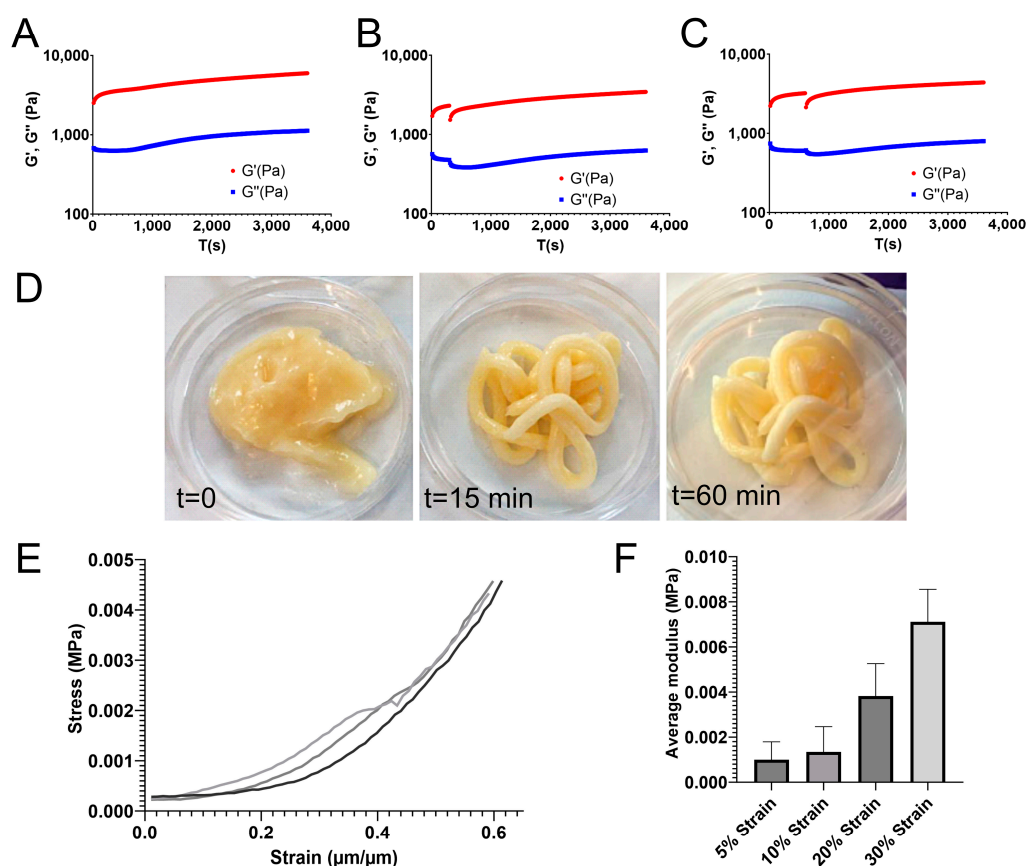 A
10,000
1,000
100
G', G'' (Pa)
G'(Pa)
G''(Pa)
0
1,000
2,000
3,000
4,000
T(s)
B
10,000
1,000
100
G', G'' (Pa)
G'(Pa)
G''(Pa)
0
1,000
2,000
3,000
4,000
T(s)
C
10,000
1,000
100
G', G'' (Pa)
G'(Pa)
G''(Pa)
0
1,000
2,000
3,000
4,000
T(s)
D
t=0
t=15 min
t=60 min
E
0.005
0.004
0.003
0.002
0.001
0.000
Stress (MPa)
0.0
0.2
0.4
0.6
Strain (µm/µm)
F
0.010
0.008
0.006
0.004
0.002
0.000
Average modulus (MPa)
5% Strain
10% Strain
20% Strain
30% Strain